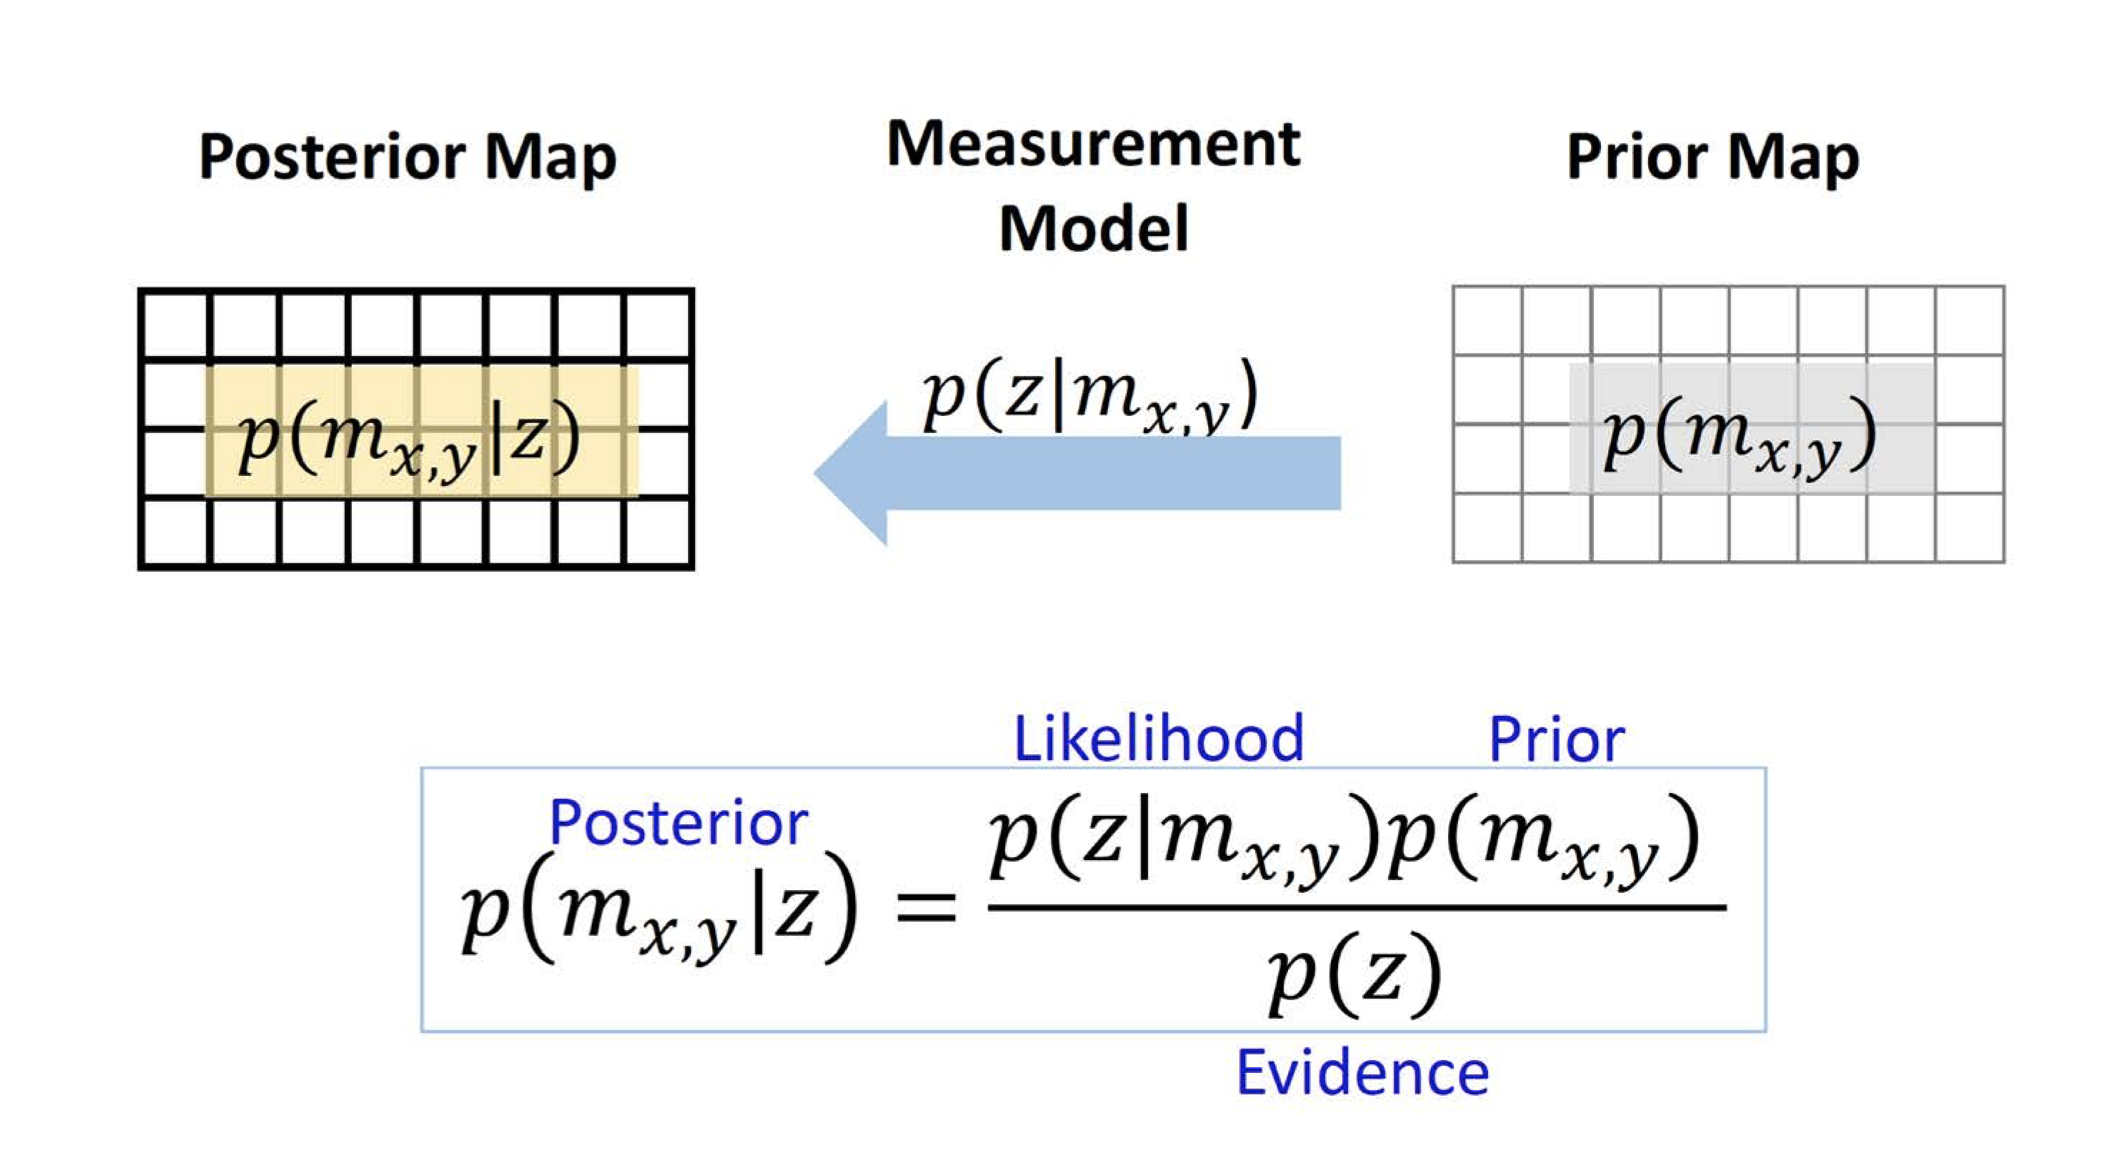 Posterior Map
Measurement
Model
Prior Map
p(m_{x,y}|z)
p(z|m_{x,y})
p(m_{x,y})
Likelihood
Prior
Posterior
p(m_{x,y}|z) = \frac{p(z|m_{x,y})p(m_{x,y})}{p(z)}
Evidence